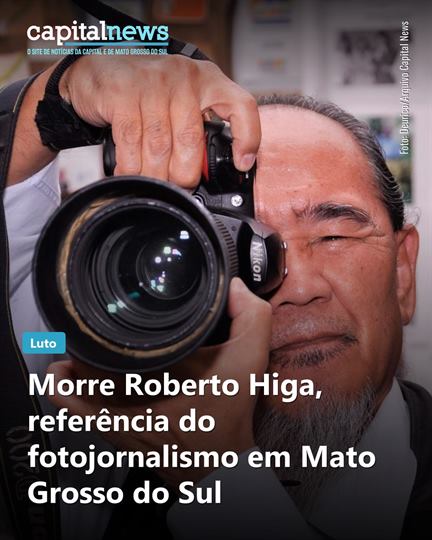 capitalnews
O SITE DE NOTÍCIAS DA CAPITAL E DE MATO GROSSO DO SUL
Foto: Deurico/Arquivo Capital News
Nikon
Luto
Morre Roberto Higa,
referência do
fotojornalismo em Mato
Grosso do Sul